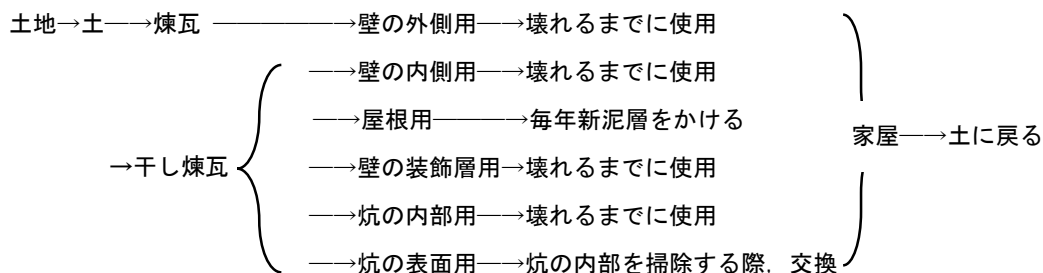 土地→土―→煉瓦 ―――――→壁の外側用―→壊れるまでに使用
―→壁の内側用―→壊れるまでに使用
―→屋根用―――→毎年新泥層をかける
家屋―→土に戻る
→干し煉瓦
―→壁の装飾層用→壊れるまでに使用
―→炕の内部用―→壊れるまでに使用
―→炕の表面用―→炕の内部を掃除する際，交換